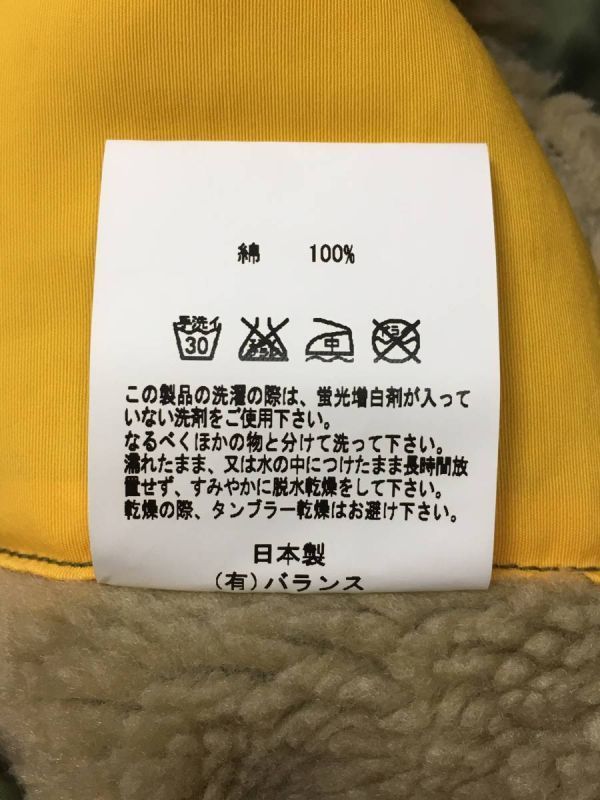 綿 100%
手洗イ
30
エンソ
中
ドライ
この製品の洗濯の際は、蛍光増白剤が入って
いない洗剤をご使用下さい。
なるべくほかの物と分けて洗って下さい。
濡れたまま、又は水の中につけたまま長時間放
置せず、すみやかに脱水乾燥をして下さい。
乾燥の際、タンブラー乾燥はお避け下さい。
日本製
(有)バランス